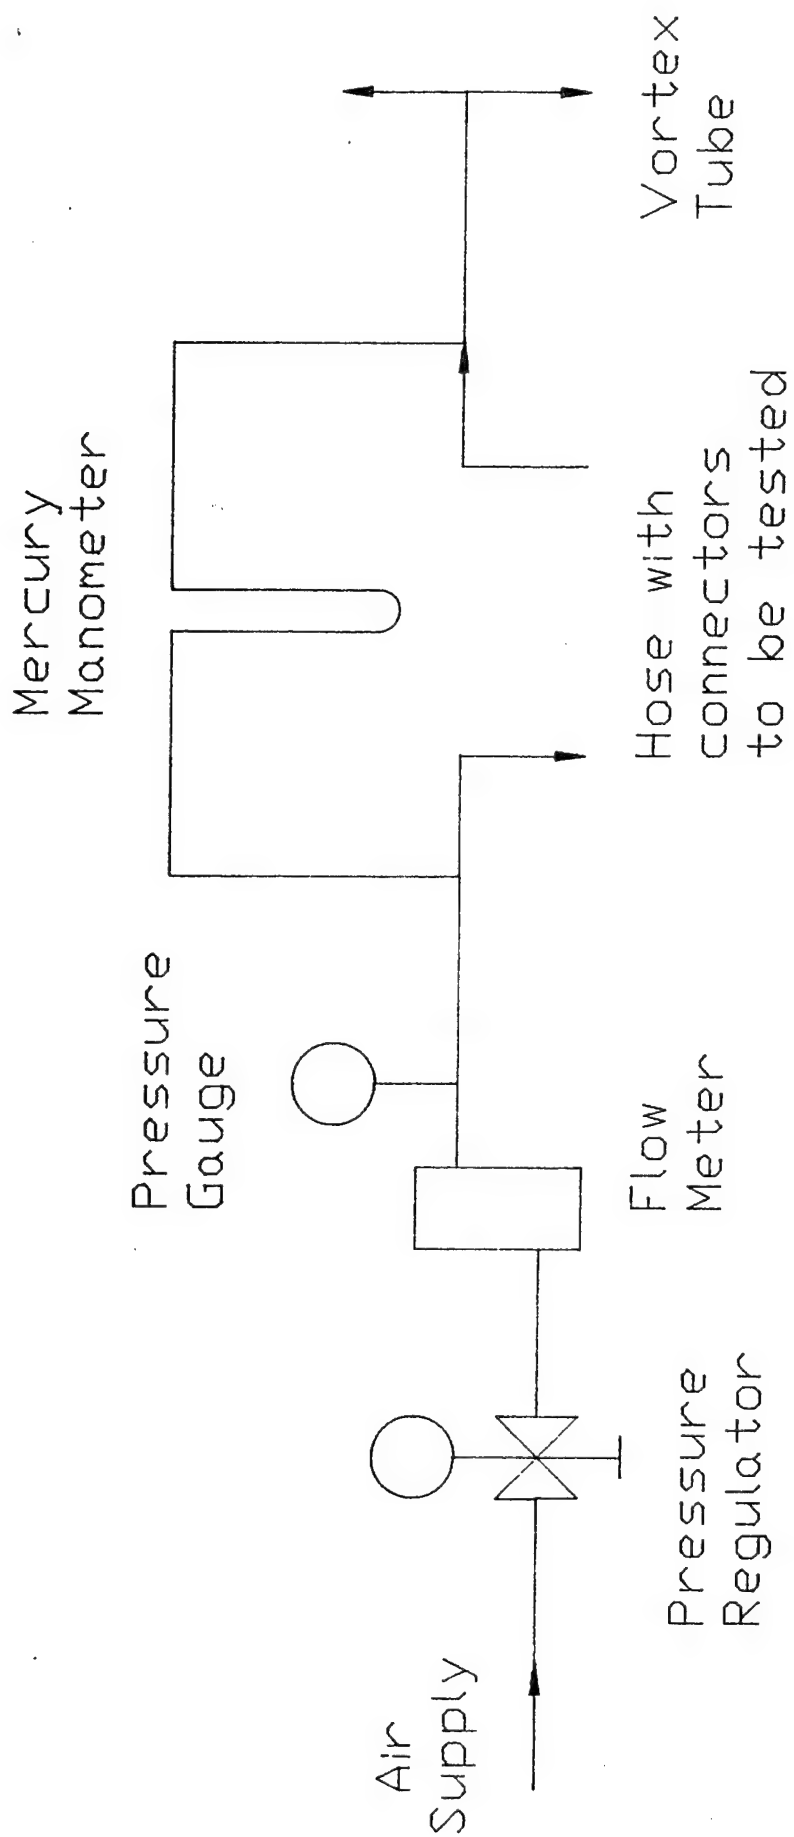 Mercury
Manometer
Pressure
Gauge
Air
Supply
Pressure
Regulator
Flow
Meter
Hose with
connectors
to be tested
Vortex
Tube